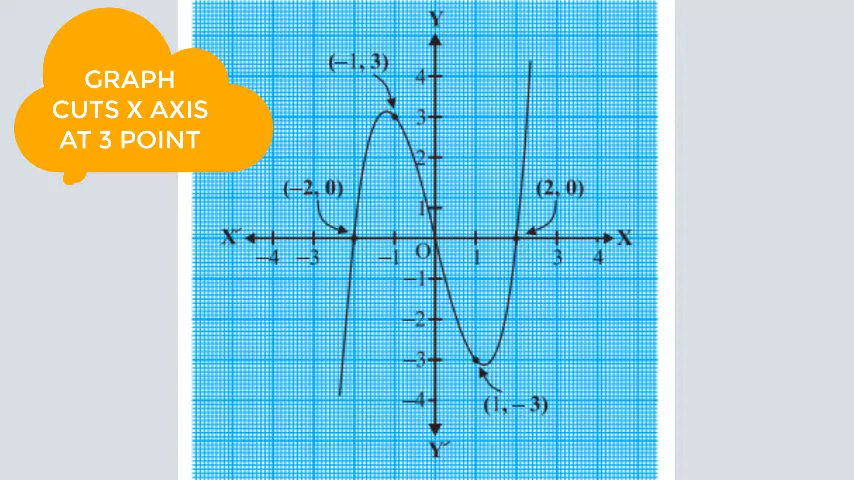 GRAPH
CUTS X AXIS
AT 3 POINT
Y
(−1, 3)
4
3
2
(−2, 0)
(2, 0)
1
X′
X
O
−4 −3 −1 1 3 4
−1
−2
−3
−4
(1, − 3)
Y′